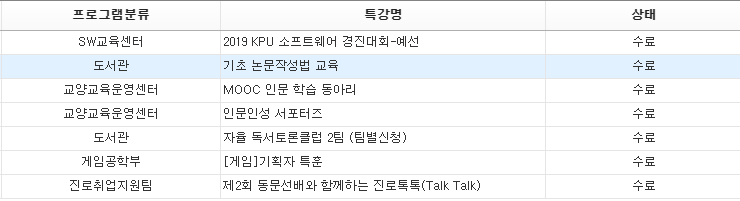 프로그램분류 특강명 상태
SW교육센터 2019 KPU 소프트웨어 경진대회-예선 수료
도서관 기초 논문작성법 교육 수료
교양교육운영센터 MOOC 인문 학습 동아리 수료
교양교육운영센터 인문인성 서포터즈 수료
도서관 자율 독서토론클럽 2팀 (팀별신청) 수료
게임공학부 [게임]기획자 특훈 수료
진로취업지원팀 제2회 동문선배와 함께하는 진로톡톡(Talk Talk) 수료